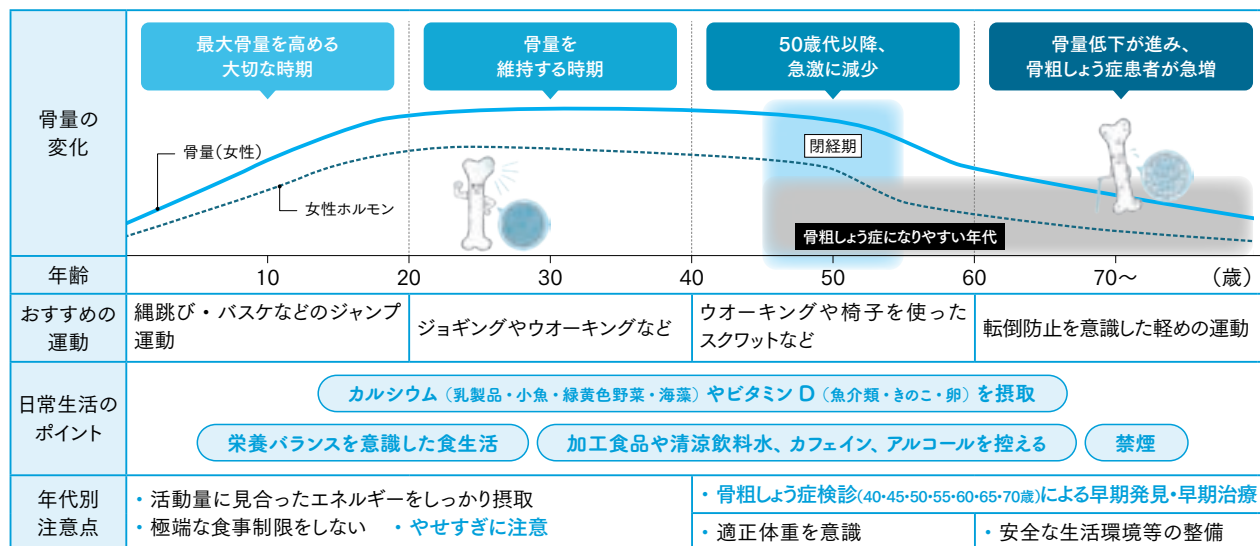 最大骨量を高める
大切な時期
骨量を
維持する時期
50歳代以降、
急激に減少
骨量低下が進み、
骨粗しょう症患者が急増
骨量の
変化
骨量(女性)
女性ホルモン
閉経期
骨粗しょう症になりやすい年代
年齢
10
20
30
40
50
60
70〜
(歳)
おすすめの
運動
縄跳び・バスケなどのジャンプ
運動
ジョギングやウオーキングなど
ウオーキングや椅子を使った
スクワットなど
転倒防止を意識した軽めの運動
日常生活の
ポイント
カルシウム(乳製品・小魚・緑黄色野菜・海藻)やビタミンD(魚介類・きのこ・卵)を摂取
栄養バランスを意識した食生活
加工食品や清涼飲料水、カフェイン、アルコールを控える
禁煙
年代別
注意点
・活動量に見合ったエネルギーをしっかり摂取
・極端な食事制限をしない ・やせすぎに注意
・骨粗しょう症検診(40・45・50・55・60・65・70歳)による早期発見・早期治療
・適正体重を意識
・安全な生活環境等の整備